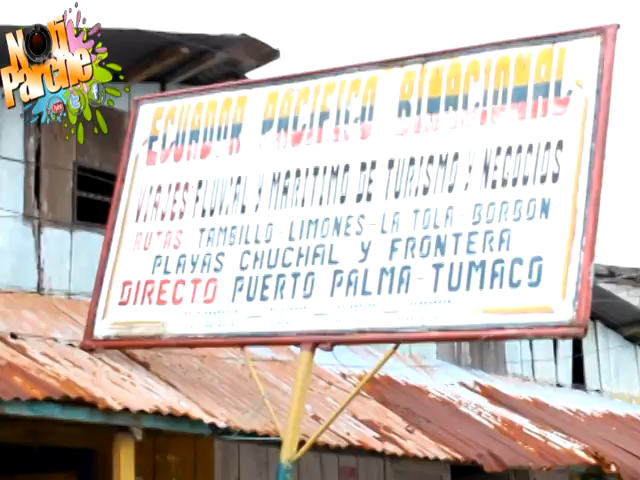 Noti
Parche
ECUADOR PACIFICO BINACIONAL
VIAJES: FLUVIAL Y MARITIMO DE TURISMO Y NEGOCIOS
RUTAS TAMBILLO-LIMONES-LA TOLA-BORBON
PLAYAS CHUCHAL Y FRONTERA
DIRECTO PUERTO PALMA-TUMACO